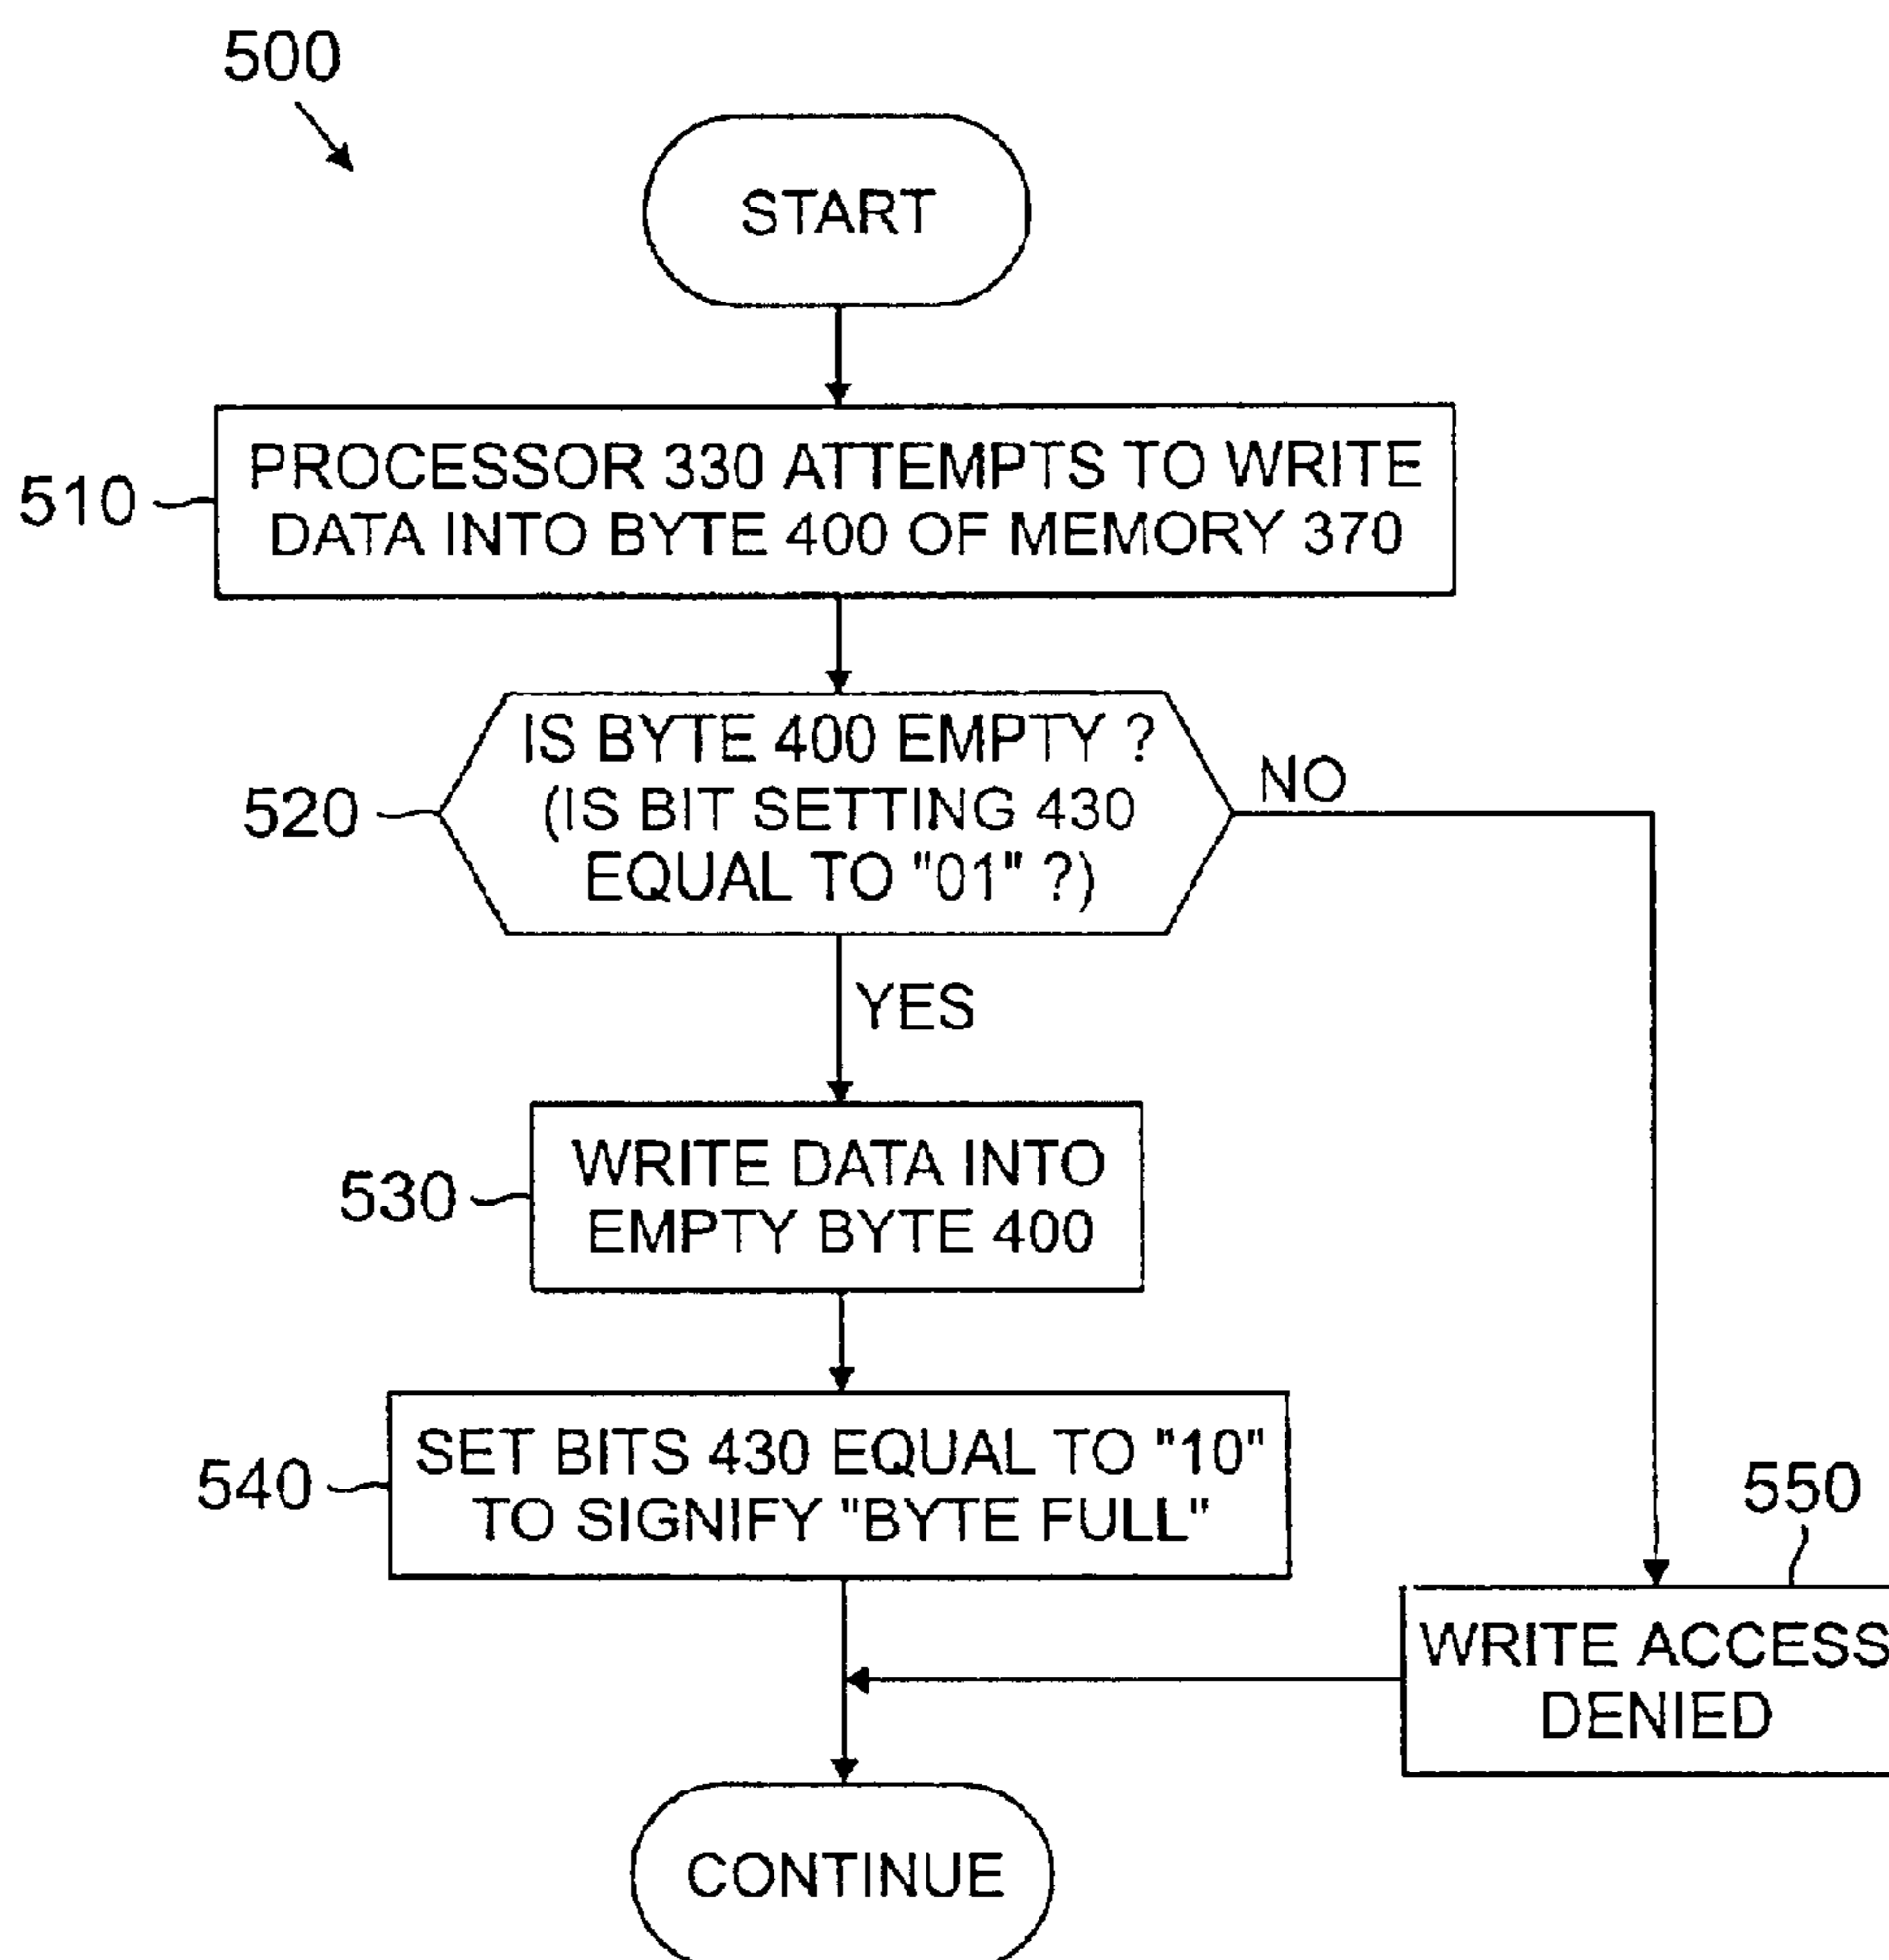 500
START
510
PROCESSOR 330 ATTEMPTS TO WRITE
DATA INTO BYTE 400 OF MEMORY 370
520
IS BYTE 400 EMPTY ?
(IS BIT SETTING 430
EQUAL TO "01" ?)
NO
YES
530
WRITE DATA INTO
EMPTY BYTE 400
540
SET BITS 430 EQUAL TO "10"
TO SIGNIFY "BYTE FULL"
550
WRITE ACCESS
DENIED
CONTINUE